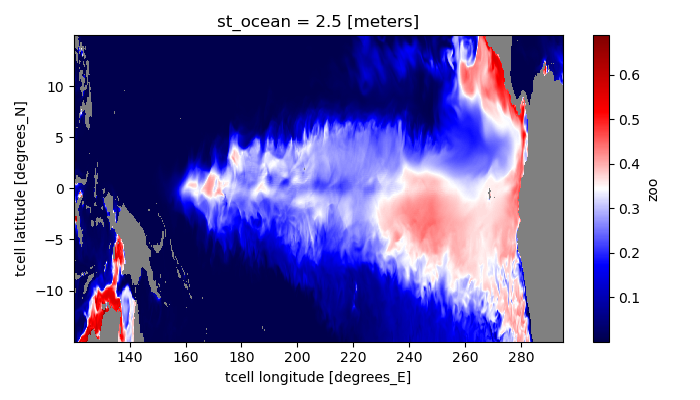 st_ocean = 2.5 [meters]
10
5
0
−5
−10
tcell latitude [degrees_N]
140 160 180 200 220 240 260 280
tcell longitude [degrees_E]
0.6
0.5
0.4
0.3
0.2
0.1
zoo